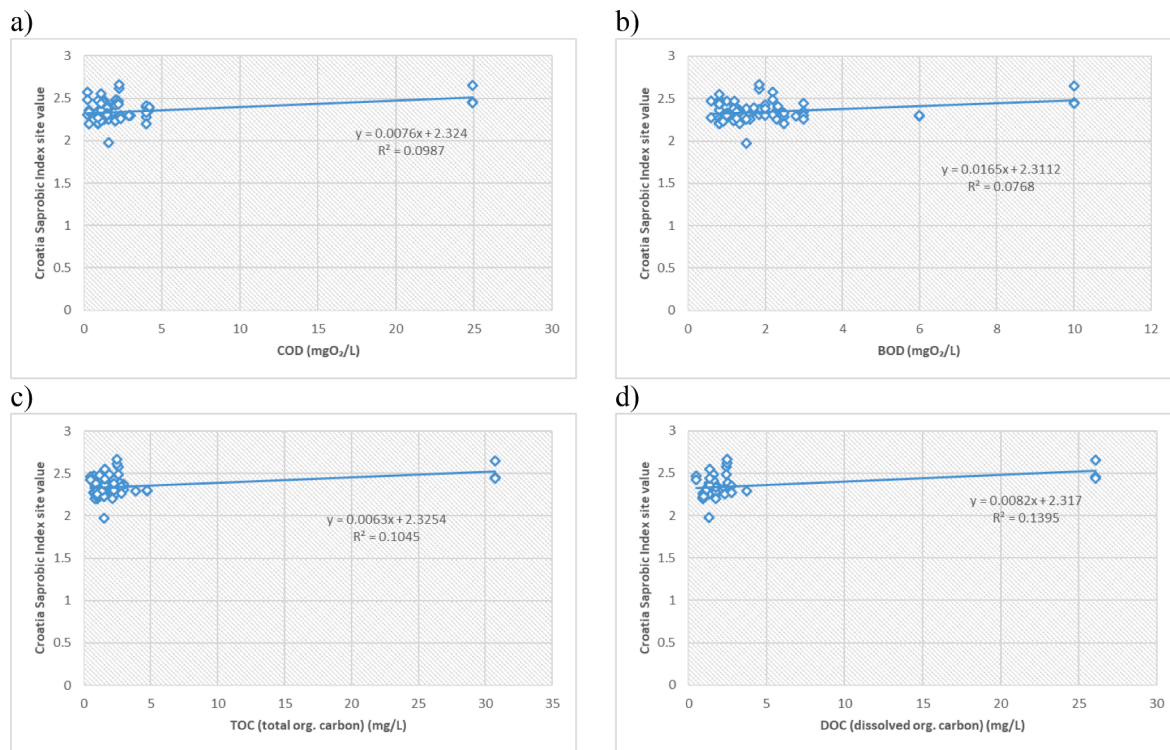 a)
3
2.5
2
1.5
1
0.5
0
Croatia Saprobic Index site value
y = 0.0076x + 2.324
R² = 0.0987
0 5 10 15 20 25 30
COD (mgO₂/L)
b)
3
2.5
2
1.5
1
0.5
0
Croatia Saprobic Index site value
y = 0.0165x + 2.3112
R² = 0.0768
0 2 4 6 8 10 12
BOD (mgO₂/L)
c)
3
2.5
2
1.5
1
0.5
0
Croatia Saprobic Index site value
y = 0.0063x + 2.3254
R² = 0.1045
0 5 10 15 20 25 30 35
TOC (total org. carbon) (mg/L)
d)
3
2.5
2
1.5
1
0.5
0
Croatia Saprobic Index site value
y = 0.0082x + 2.317
R² = 0.1395
0 5 10 15 20 25 30
DOC (dissolved org. carbon) (mg/L)